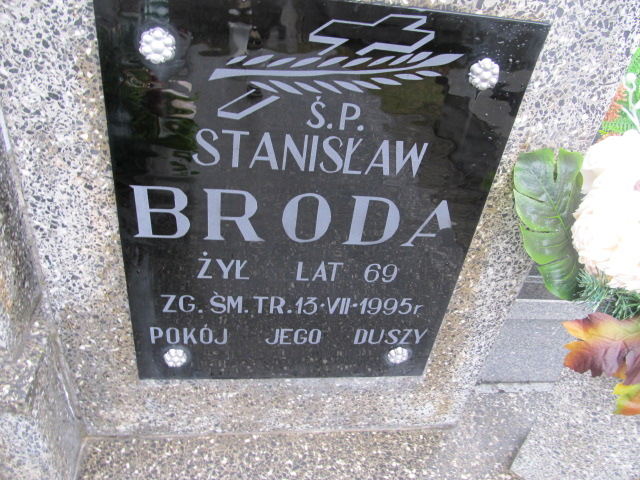 Ś.P.
STANISŁAW
BRODA
ŻYŁ LAT 69
ZG. ŚM. TR. 13·VII·1995r
POKÓJ JEGO DUSZY